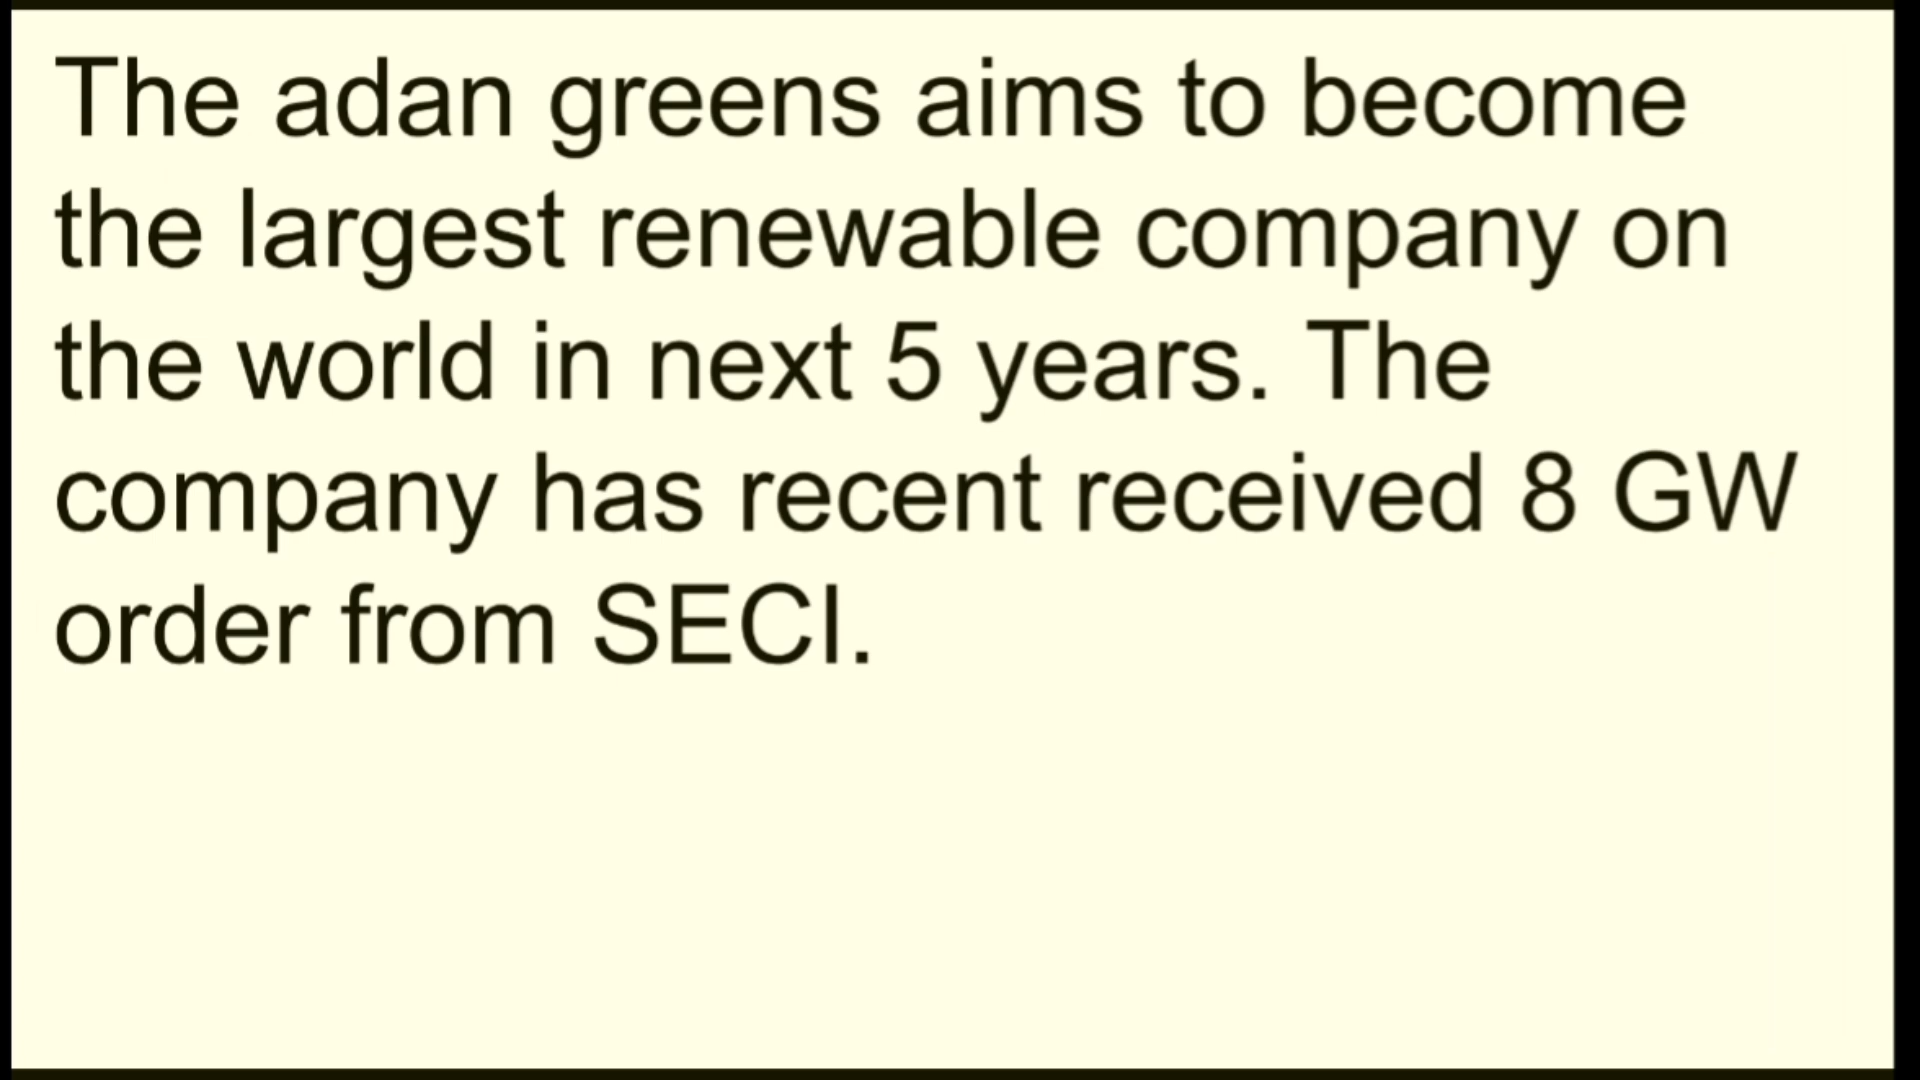 The adan greens aims to become
the largest renewable company on
the world in next 5 years. The
company has recent received 8 GW
order from SECI.